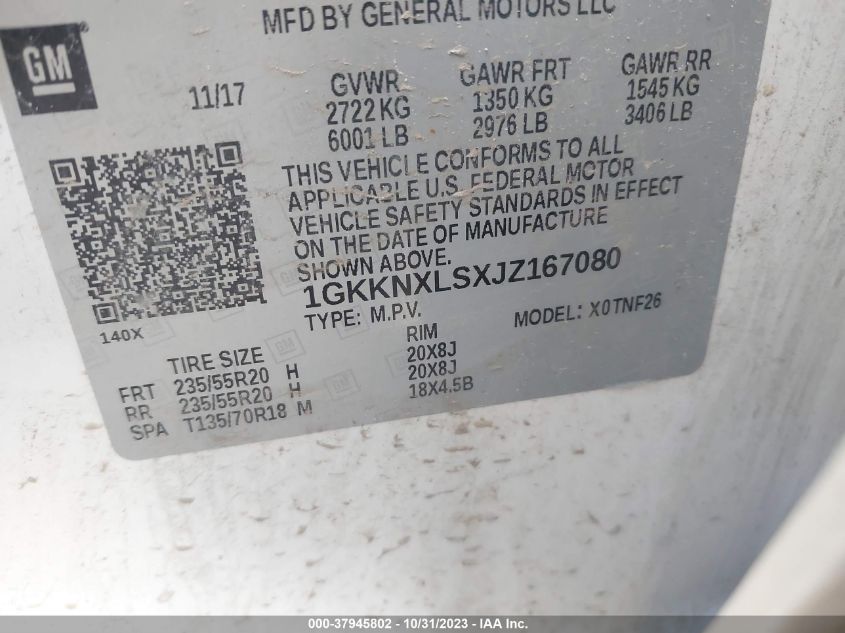 MFD BY GENERAL MOTORS LLC
GM
11/17
GVWR GAWR FRT GAWR RR
2722 KG 1350 KG 1545 KG
6001 LB 2976 LB 3406 LB
THIS VEHICLE CONFORMS TO ALL
APPLICABLE U.S. FEDERAL MOTOR
VEHICLE SAFETY STANDARDS IN EFFECT
ON THE DATE OF MANUFACTURE
SHOWN ABOVE.
1GKKNXLSXJZ167080
140X
TYPE: M.P.V. MODEL: X0TNF26
TIRE SIZE RIM
FRT 235/55R20 H 20X8J
RR 235/55R20 H 20X8J
SPA T135/70R18 M 18X4.5B
000-37945802 - 10/31/2023 - IAA Inc.